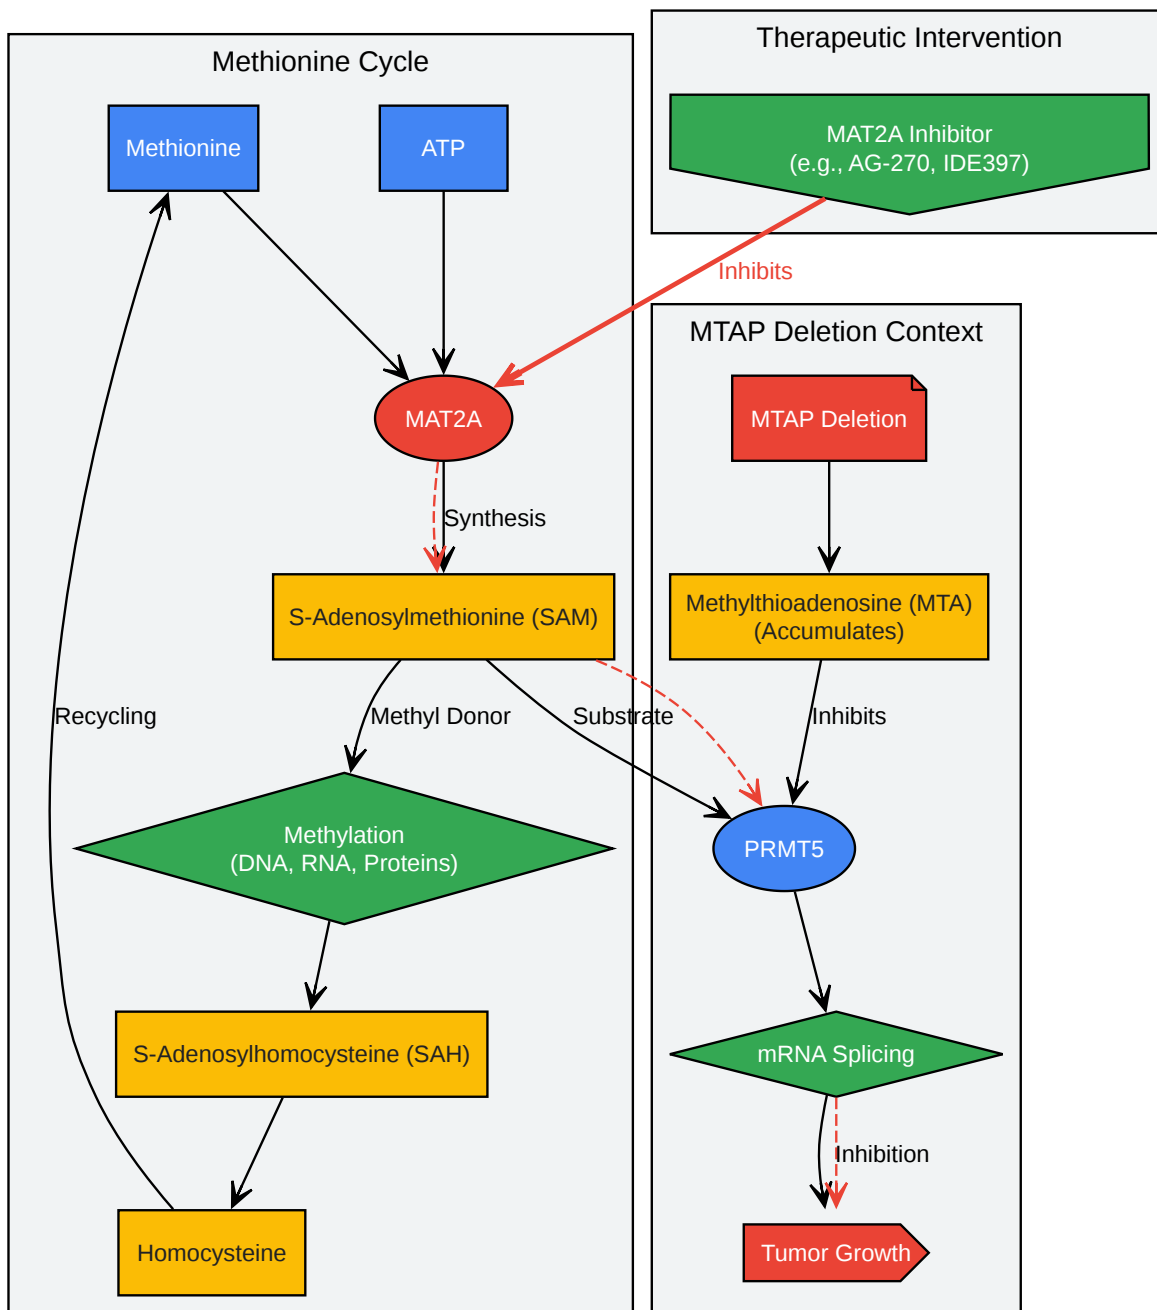 Therapeutic Intervention
Methionine Cycle
MAT2A Inhibitor
(e.g., AG-270, IDE397)
Methionine
ATP
Inhibits
MTAP Deletion Context
MAT2A
MTAP Deletion
Synthesis
S-Adenosylmethionine (SAM)
Methylthioadenosine (MTA)
(Accumulates)
Recycling
Methyl Donor
Substrate
Inhibits
Methylation
(DNA, RNA, Proteins)
PRMT5
S-Adenosylhomocysteine (SAH)
mRNA Splicing
Inhibition
Homocysteine
Tumor Growth